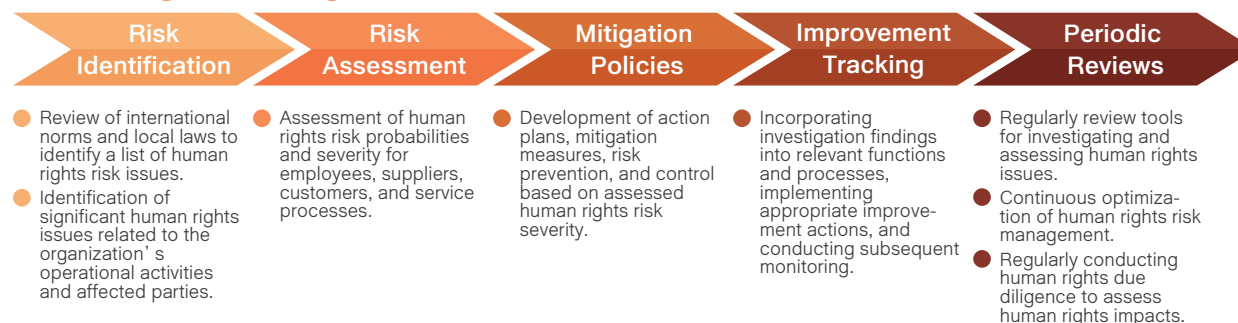 Risk
Identification
Risk
Assessment
Mitigation
Policies
Improvement
Tracking
Periodic
Reviews
Review of international
norms and local laws to
identify a list of human
rights risk issues.
Identification of
significant human rights
issues related to the
organization’ s
operational activities
and affected parties.
Assessment of human
rights risk probabilities
and severity for
employees, suppliers,
customers, and service
processes.
Development of action
plans, mitigation
measures, risk
prevention, and control
based on assessed
human rights risk
severity.
Incorporating
investigation findings
into relevant functions
and processes,
implementing
appropriate improve-
ment actions, and
conducting subsequent
monitoring.
Regularly review tools
for investigating and
assessing human rights
issues.
Continuous optimiza-
tion of human rights risk
management.
Regularly conducting
human rights due
diligence to assess
human rights impacts.